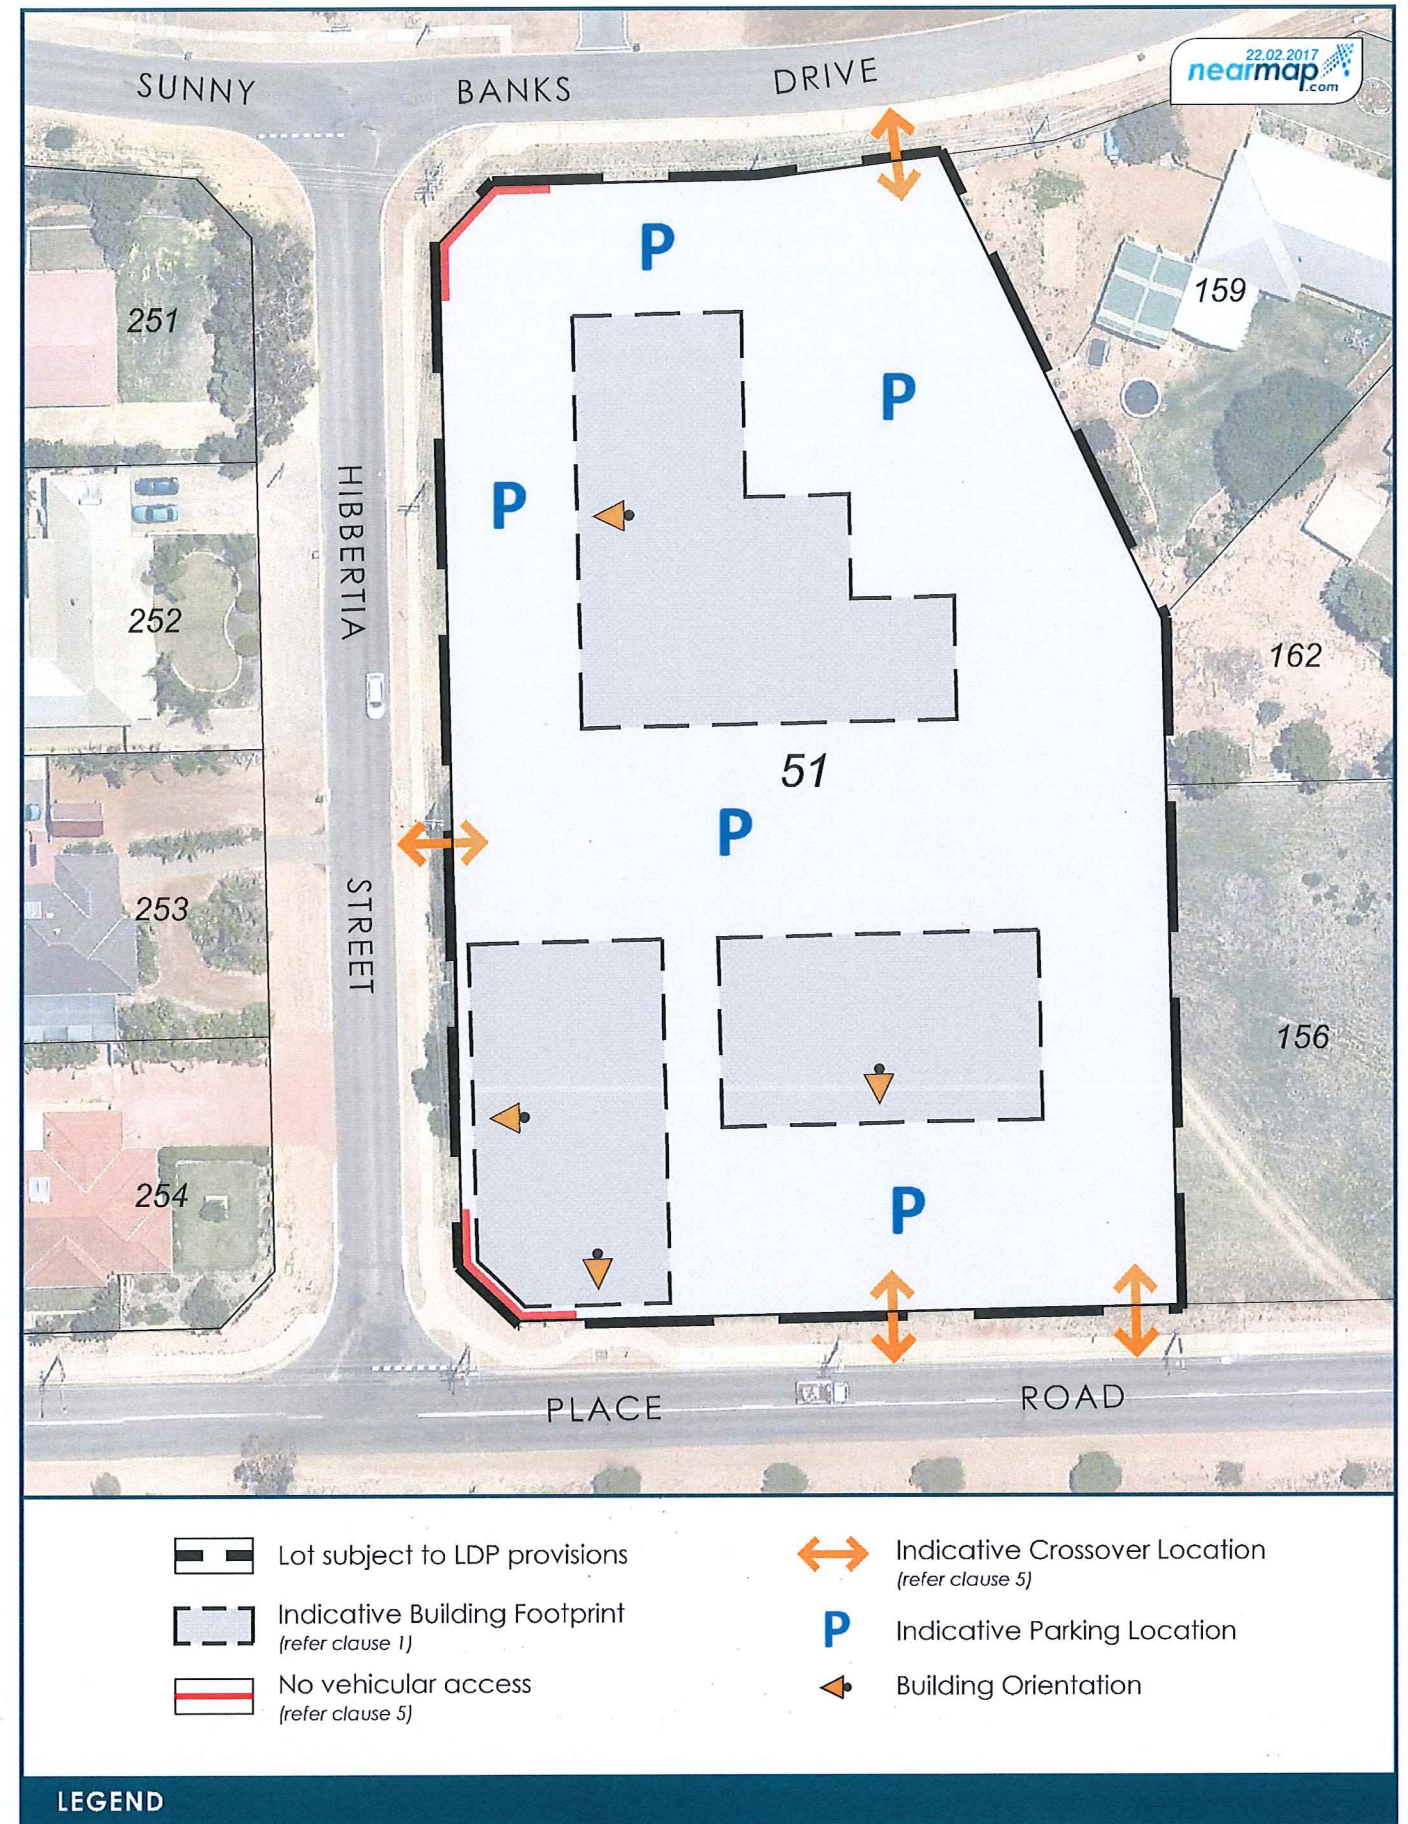 22.02.2017
nearmap
.com
SUNNY BANKS DRIVE
P
251
159
P
P
HIBBERTIA
252
162
51
P
STREET
253
156
254
P
PLACE ROAD
Lot subject to LDP provisions
Indicative Building Footprint
(refer clause 1)
No vehicular access
(refer clause 5)
Indicative Crossover Location
(refer clause 5)
P Indicative Parking Location
Building Orientation
LEGEND